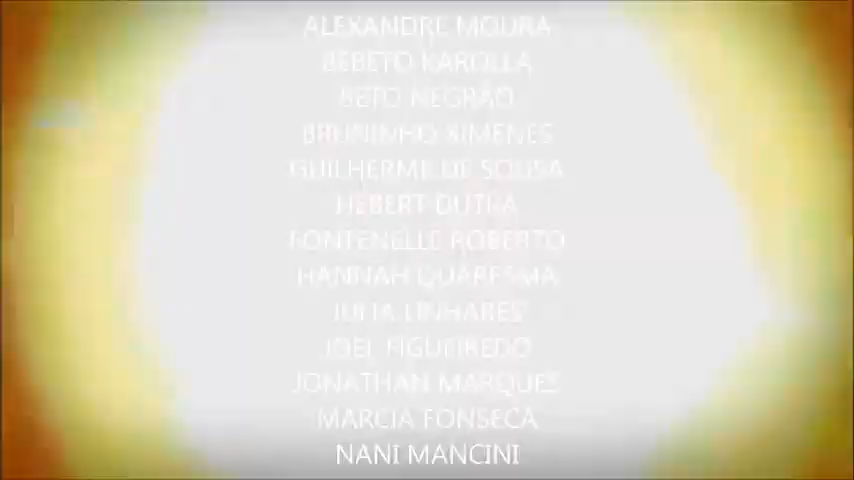 ALEXANDRE MOURA
BEBETO KAROLLA
BETO NEGRÃO
BRUNINHO XIMENES
GUILHERME DE SOUSA
HEBERT DUTRA
FONTENELLE ROBERTO
HANNAH QUARESMA
JULIA LINHARES
JOEL FIGUEIREDO
JONATHAN MARQUES
MARCIA FONSECA
NANI MANCINI